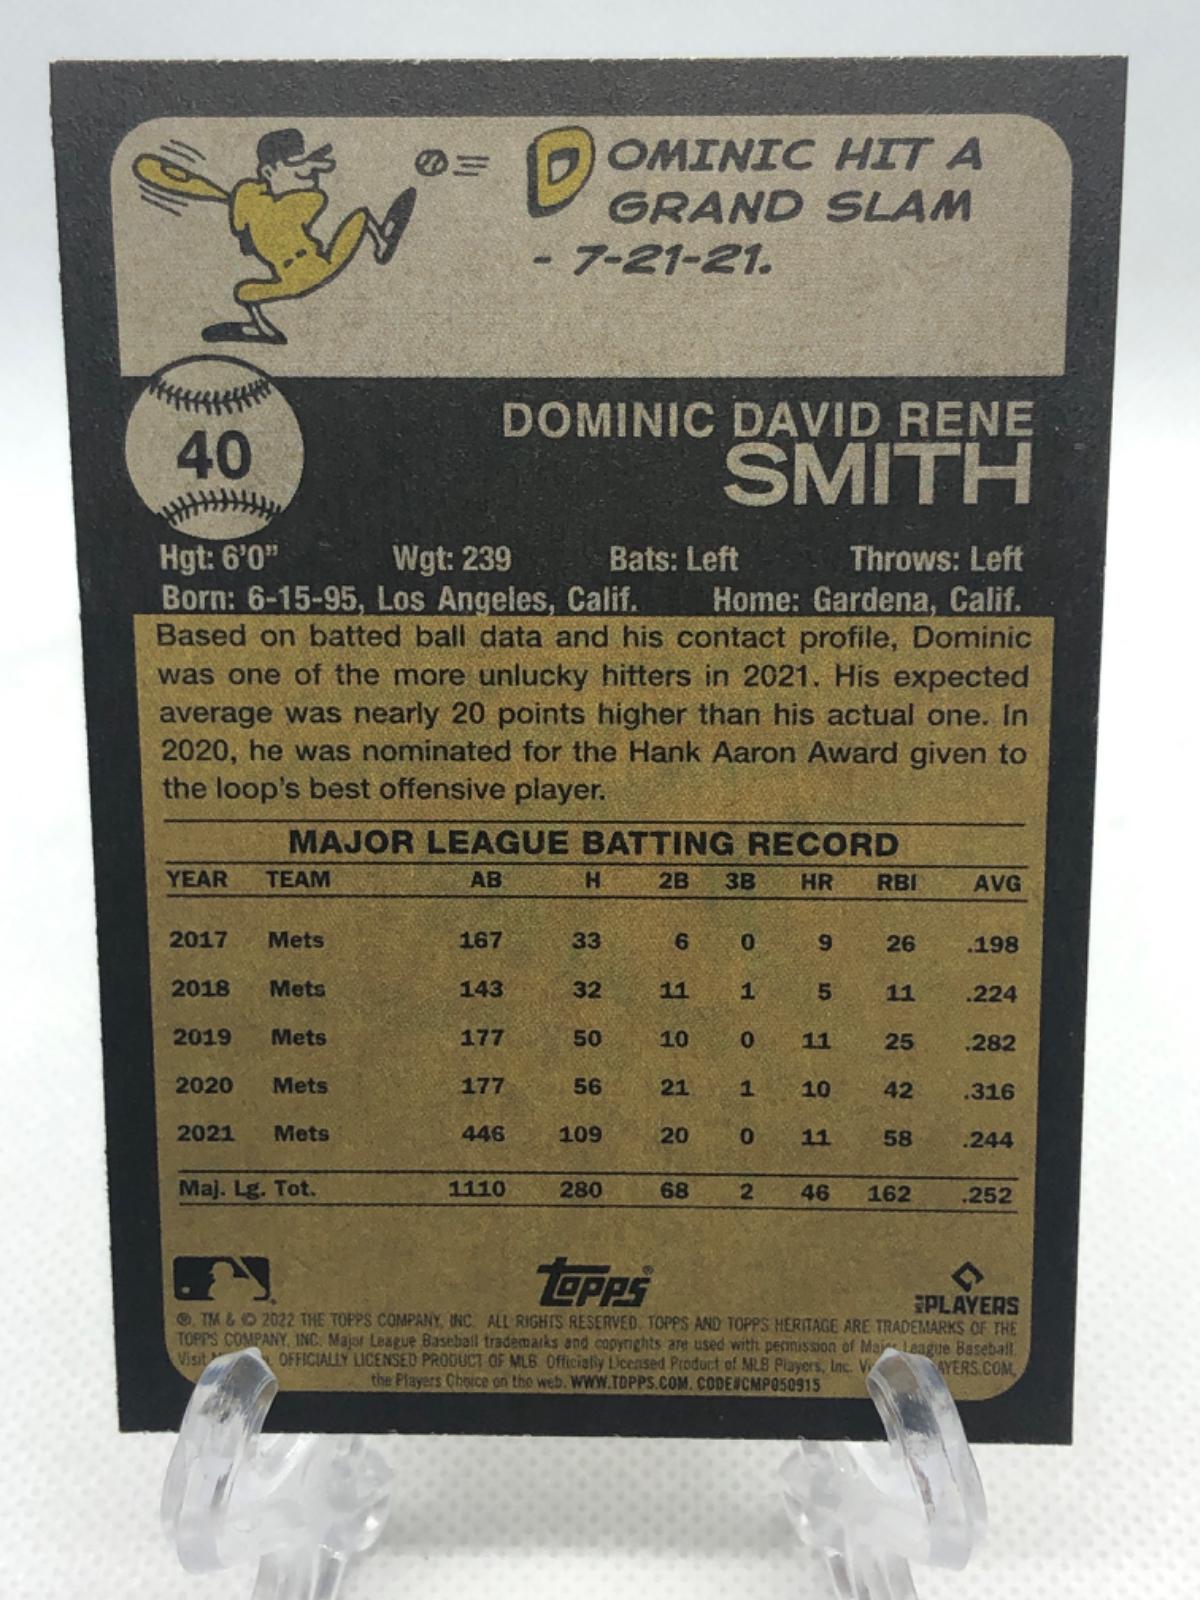 DOMINIC HIT A
GRAND SLAM
- 7-21-21.
40
DOMINIC DAVID RENE
SMITH
Hgt: 6'0" Wgt: 239 Bats: Left Throws: Left
Born: 6-15-95, Los Angeles, Calif. Home: Gardena, Calif.
Based on batted ball data and his contact profile, Dominic
was one of the more unlucky hitters in 2021. His expected
average was nearly 20 points higher than his actual one. In
2020, he was nominated for the Hank Aaron Award given to
the loop's best offensive player.
MAJOR LEAGUE BATTING RECORD
YEAR TEAM AB H 2B 3B HR RBI AVG
2017 Mets 167 33 6 0 9 26 .198
2018 Mets 143 32 11 1 5 11 .224
2019 Mets 177 50 10 0 11 25 .282
2020 Mets 177 56 21 1 10 42 .316
2021 Mets 446 109 20 0 11 58 .244
Maj. Lg. Tot. 1110 280 68 2 46 162 .252
Topps®
PLAYERS
®, TM & © 2022 THE TOPPS COMPANY, INC. ALL RIGHTS RESERVED. TOPPS AND TOPPS HERITAGE ARE TRADEMARKS OF THE
TOPPS COMPANY, INC. Major League Baseball trademarks and copyrights are used with permission of Major League Baseball.
Visit OFFICIALLY LICENSED PRODUCT OF MLB. Officially Licensed Product of MLB Players, Inc.
the Players Choice on the web. WWW.TOPPS.COM. CODE#CMP050915